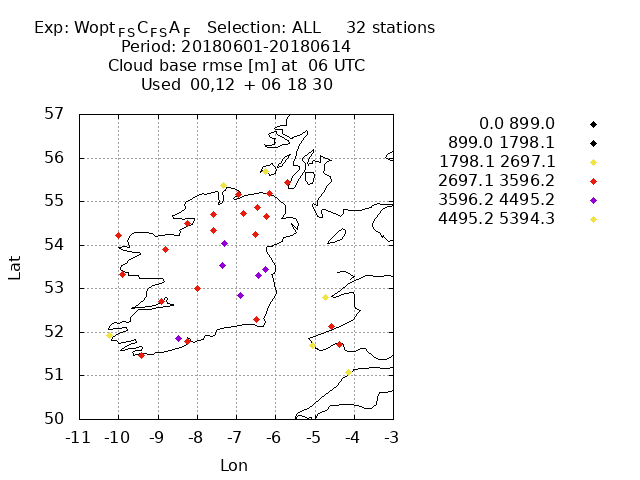 Exp: Wopt FS C FS A F Selection: ALL 32 stations
Period: 20180601-20180614
Cloud base rmse [m] at 06 UTC
Used 00,12 + 06 18 30
0.0 899.0
899.0 1798.1
1798.1 2697.1
2697.1 3596.2
3596.2 4495.2
4495.2 5394.3
57
56
55
54
53
52
51
50
Lat
-11 -10 -9 -8 -7 -6 -5 -4 -3
Lon